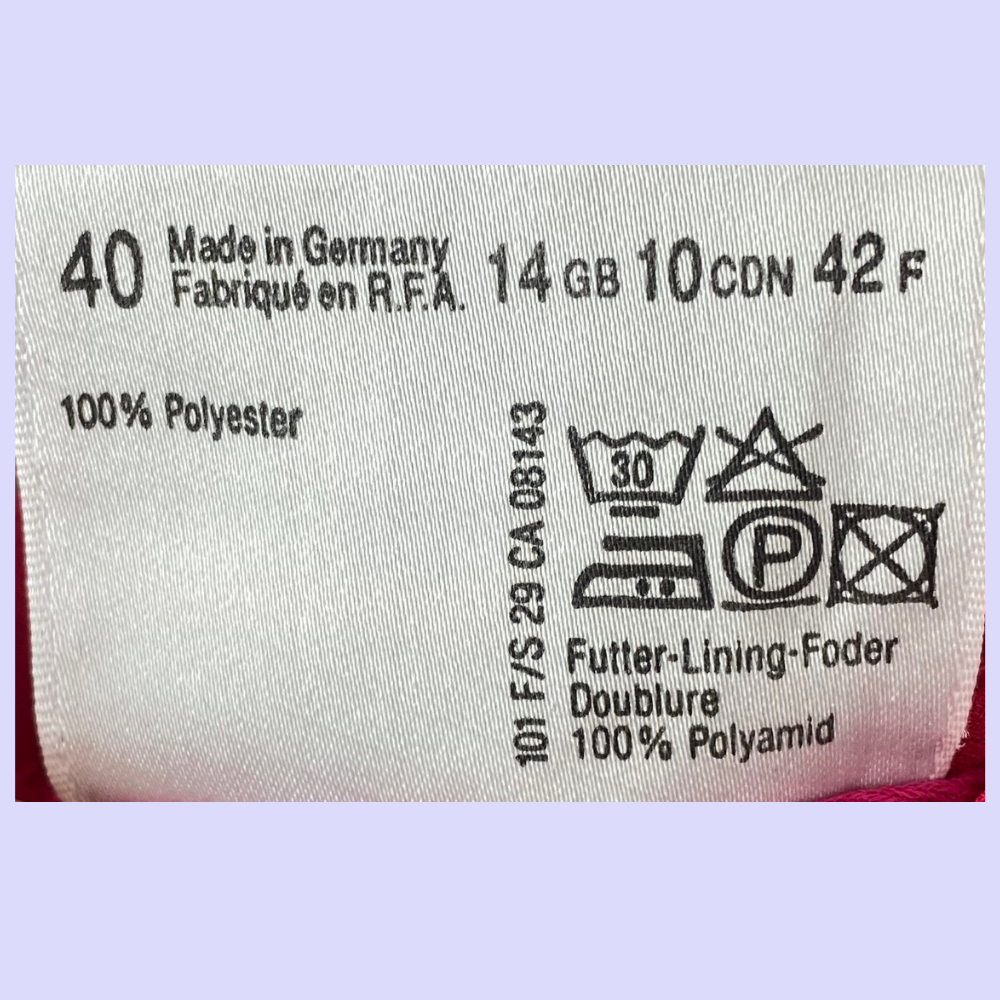 40 Made in Germany 14 GB 10 CDN 42 F
Fabriqué en R.F.A.
100% Polyester
101 F/S 29 CA 08143
30
P
Futter-Lining-Foder
Doublure
100% Polyamid